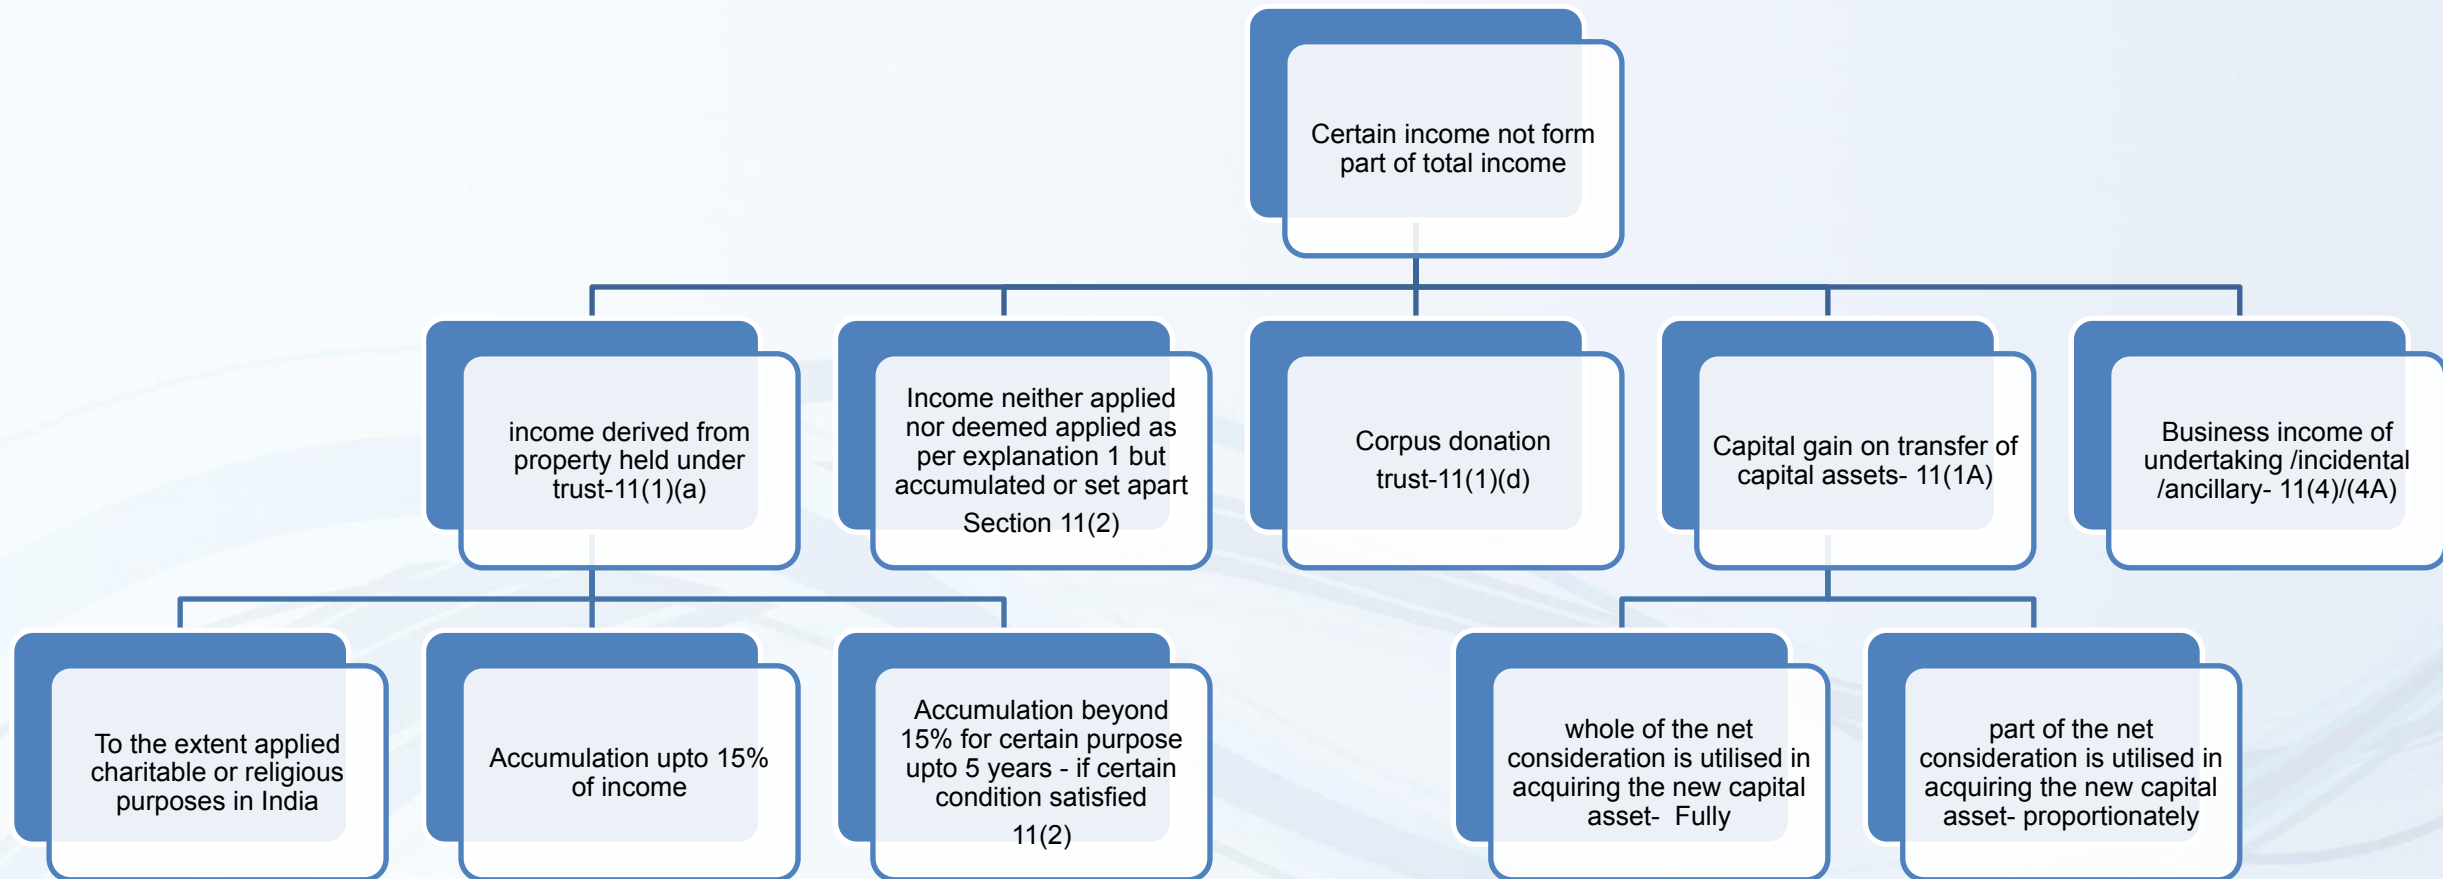 Certain income not form
part of total income
income derived from
property held under
trust-11(1)(a)
Income neither applied
nor deemed applied as
per explanation 1 but
accumulated or set apart
Section 11(2)
Corpus donation
trust-11(1)(d)
Capital gain on transfer of
capital assets- 11(1A)
Business income of
undertaking /incidental
/ancillary- 11(4)/(4A)
To the extent applied
charitable or religious
purposes in India
Accumulation upto 15%
of income
Accumulation beyond
15% for certain purpose
upto 5 years - if certain
condition satisfied
11(2)
whole of the net
consideration is utilised in
acquiring the new capital
asset-  Fully
part of the net
consideration is utilised in
acquiring the new capital
asset- proportionately